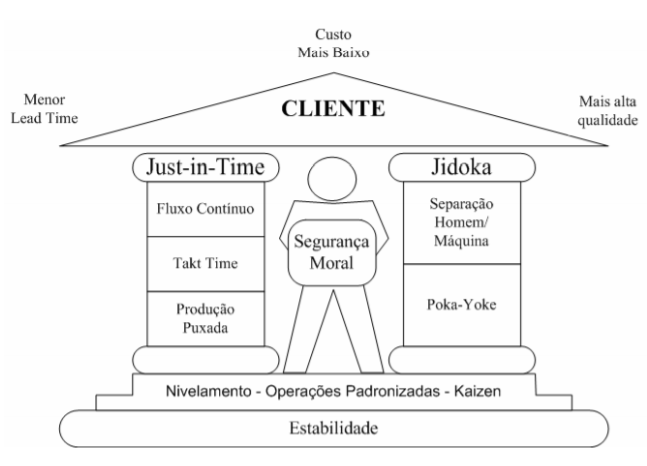 Custo
Mais Baixo
Menor
Lead Time
CLIENTE
Mais alta
qualidade
Just-in-Time
Jidoka
Fluxo Contínuo
Takt Time
Produção
Puxada
Segurança
Moral
Separação
Homem/
Máquina
Poka-Yoke
Nivelamento - Operações Padronizadas - Kaizen
Estabilidade